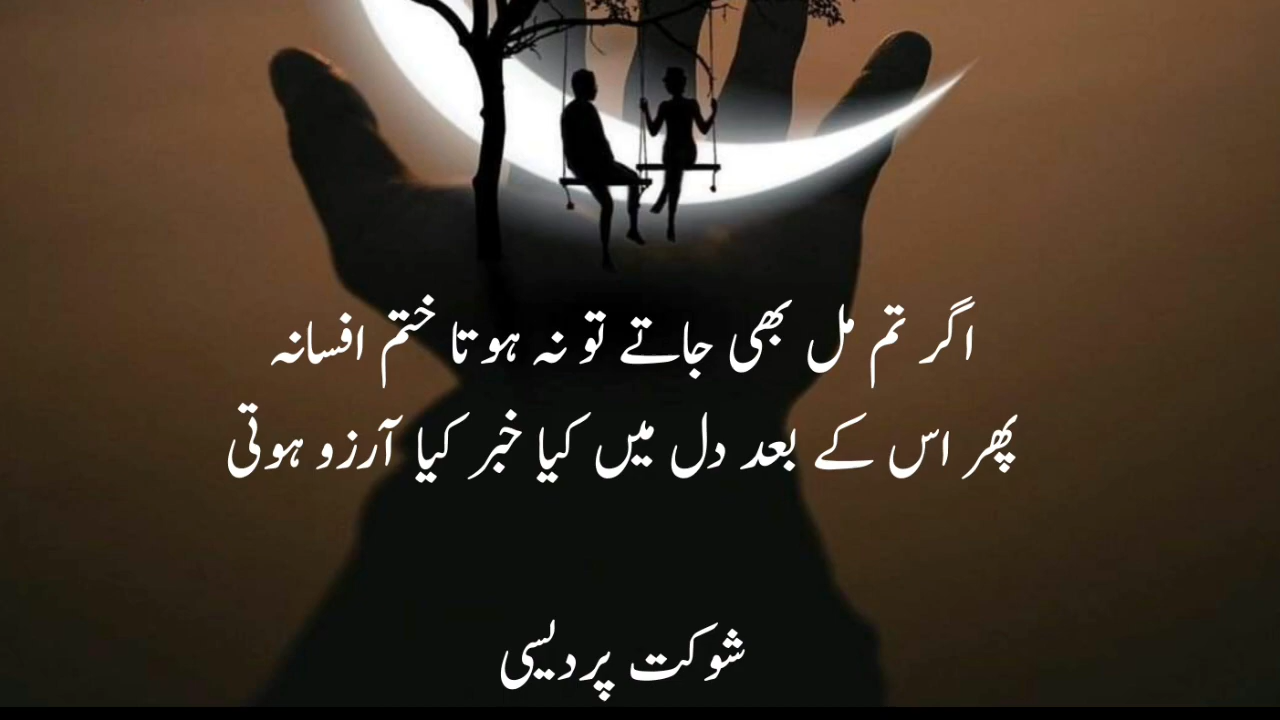 اگر تم مل بھی جاتے تو نہ ہوتا ختم افسانہ
پھر اس کے بعد دل میں کیا خبر کیا آرزو ہوتی
شوکت پردیسی